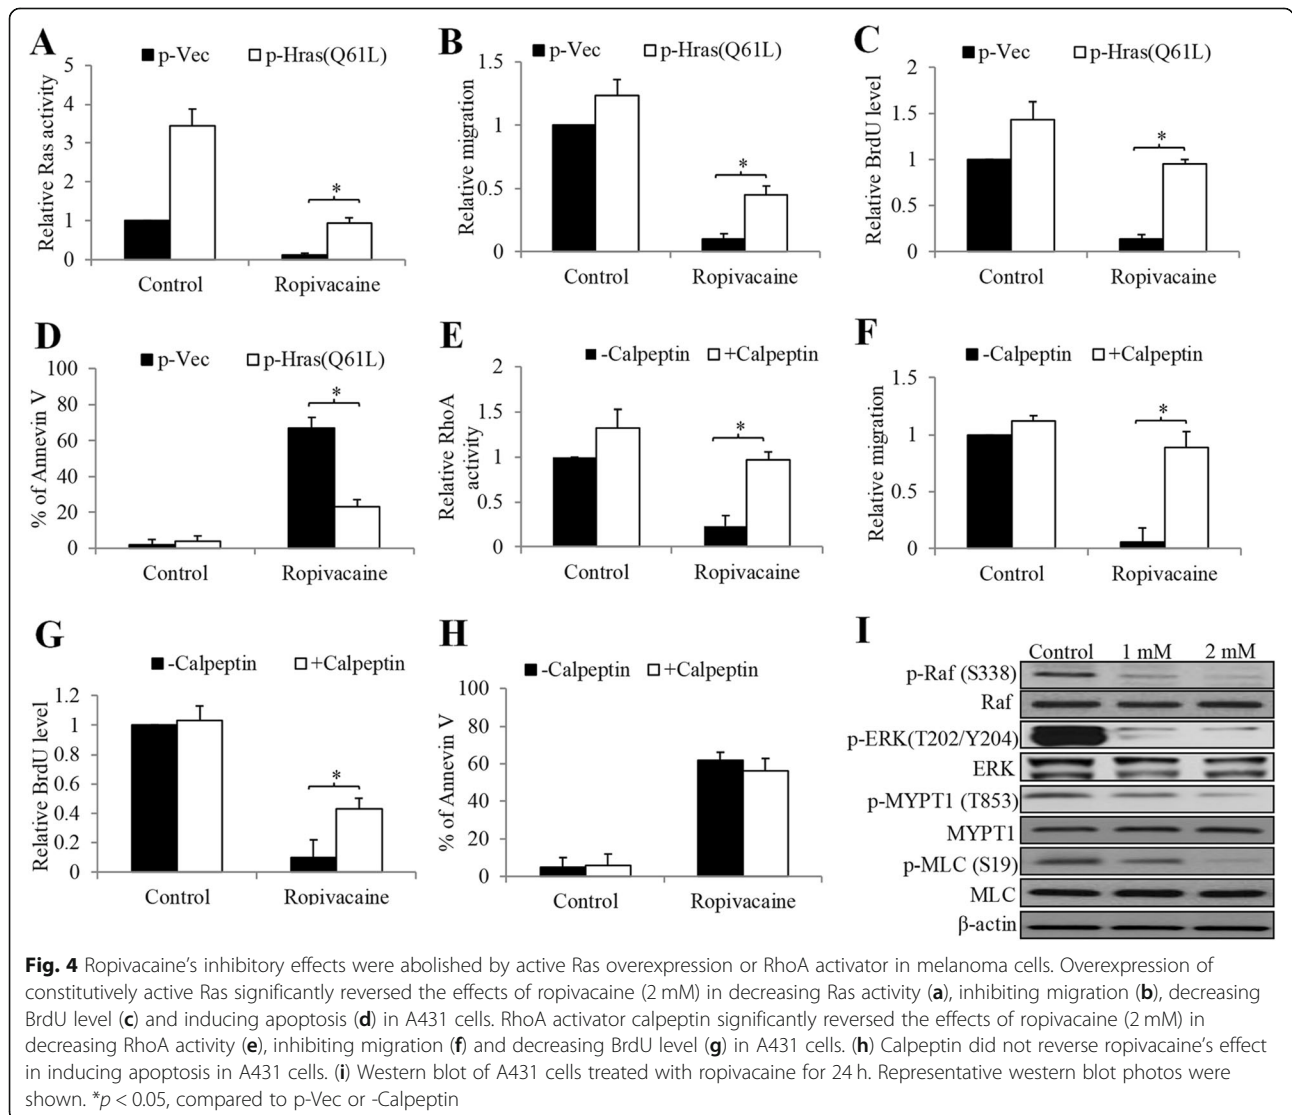 A
p-Vec p-Hras(Q61L)
Relative Ras activity
5
4
3
2
1
0
Control Ropivacaine
B
p-Vec p-Hras(Q61L)
Relative migration
1.5
1
0.5
0
*
Control Ropivacaine
C
p-Vec p-Hras(Q61L)
Relative BrdU level
2
1.5
1
0.5
0
*
Control Ropivacaine
*
D
p-Vec p-Hras(Q61L)
% of Annevin V
100
80
60
40
20
0
*
Control Ropivacaine
E
-Calpeptin +Calpeptin
Relative RhoA
activity
2
1.5
1
0.5
0
*
Control Ropivacaine
F
-Calpeptin +Calpeptin
Relative migration
1.5
1
0.5
0
*
Control Ropivacaine
G
-Calpeptin +Calpeptin
Relative BrdU level
1.2
1
0.8
0.6
0.4
0.2
0
*
Control Ropivacaine
H
-Calpeptin +Calpeptin
% of Annevin V
100
80
60
40
20
0
Control Ropivacaine
I
Control 1 mM 2 mM
p-Raf (S338)
Raf
p-ERK(T202/Y204)
ERK
p-MYPT1 (T853)
MYPT1
p-MLC (S19)
MLC
β-actin
Fig. 4 Ropivacaine's inhibitory effects were abolished by active Ras overexpression or RhoA activator in melanoma cells. Overexpression of
constitutively active Ras significantly reversed the effects of ropivacaine (2 mM) in decreasing Ras activity (a), inhibiting migration (b), decreasing
BrdU level (c) and inducing apoptosis (d) in A431 cells. RhoA activator calpeptin significantly reversed the effects of ropivacaine (2 mM) in
decreasing RhoA activity (e), inhibiting migration (f) and decreasing BrdU level (g) in A431 cells. (h) Calpeptin did not reverse ropivacaine's effect
in inducing apoptosis in A431 cells. (i) Western blot of A431 cells treated with ropivacaine for 24 h. Representative western blot photos were
shown. *p < 0.05, compared to p-Vec or -Calpeptin